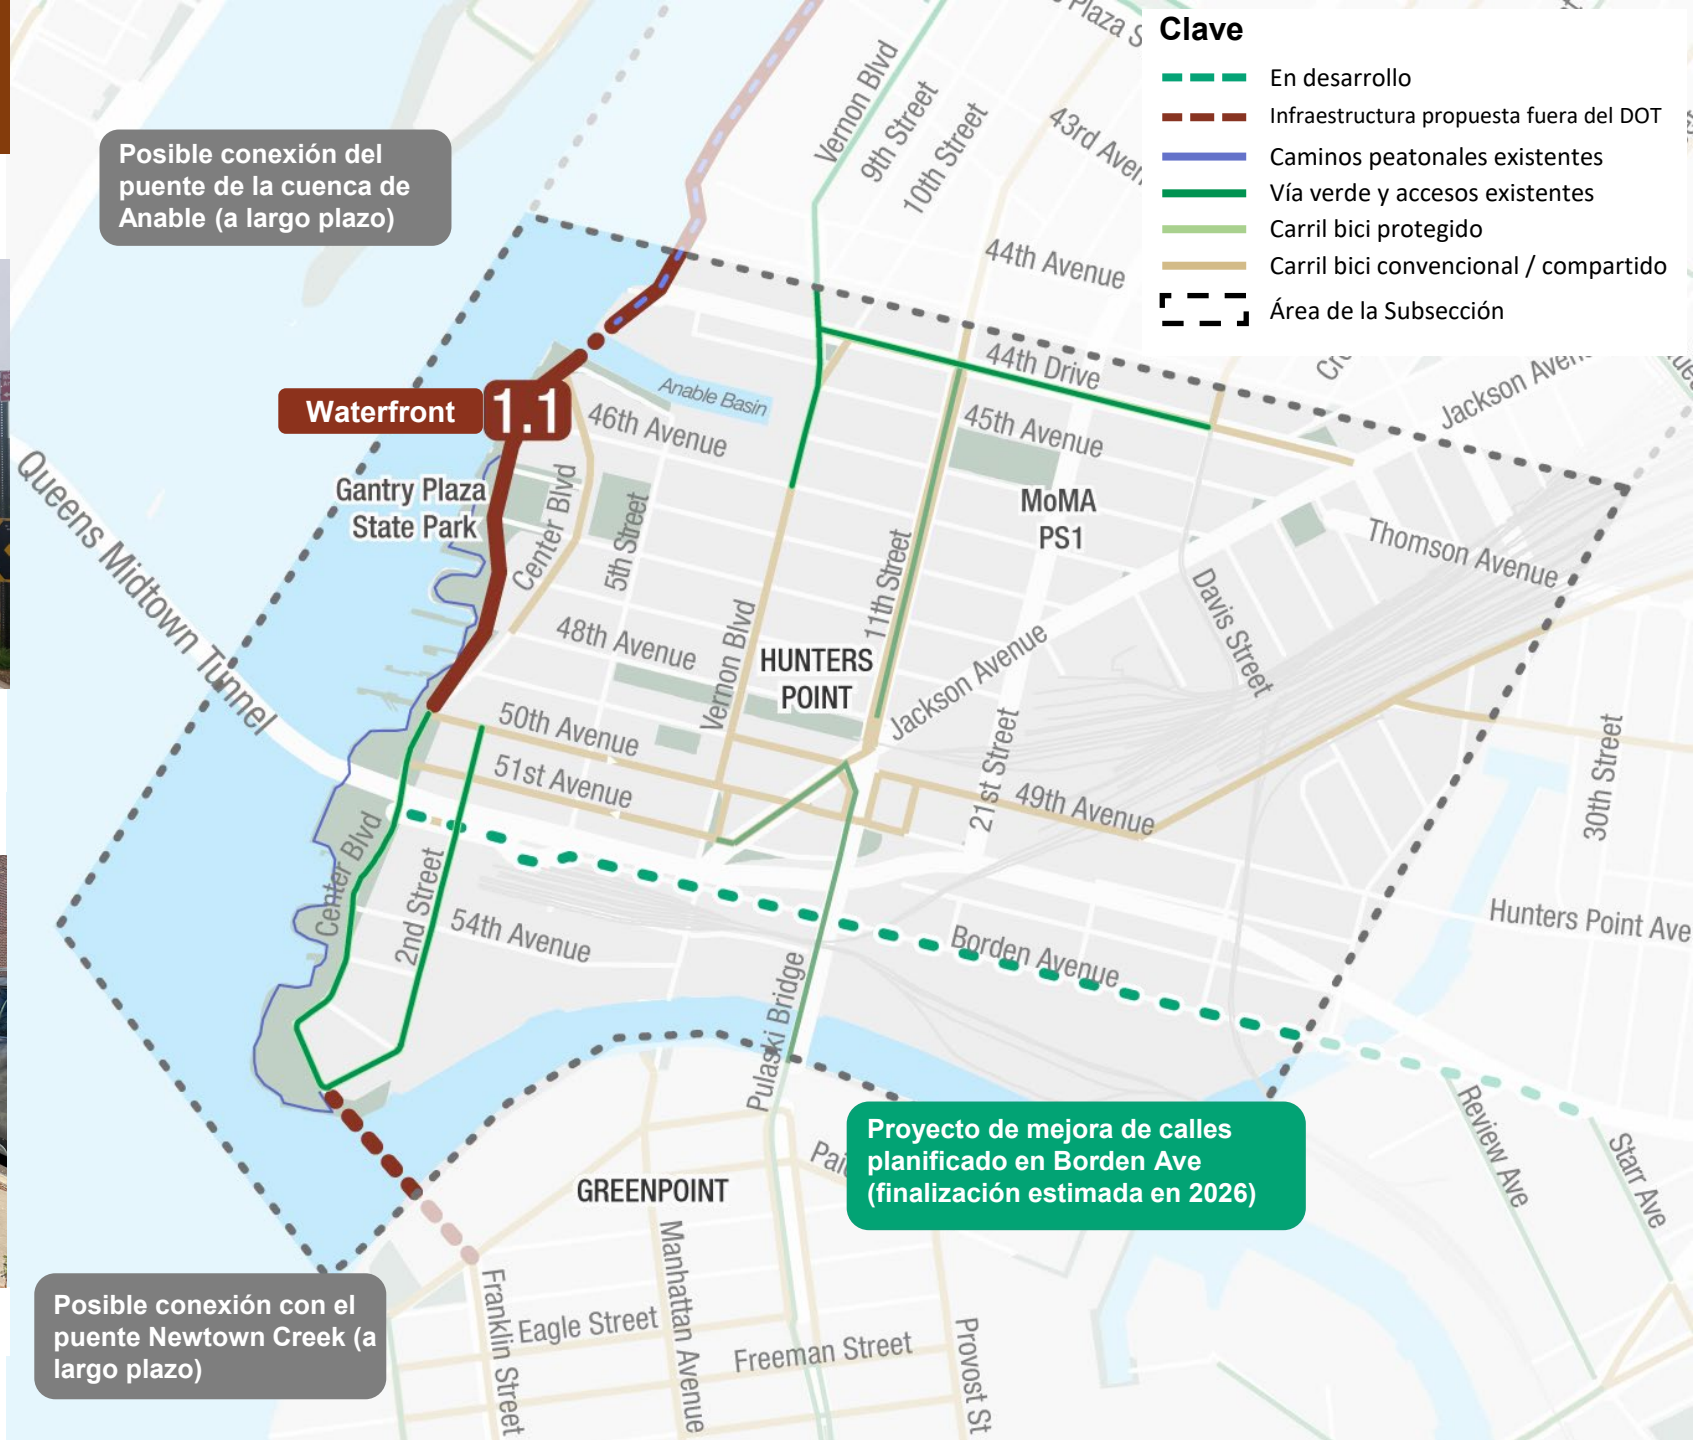 Clave
En desarrollo
Infraestructura propuesta fuera del DOT
Caminos peatonales existentes
Vía verde y accesos existentes
Carril bici protegido
Carril bici convencional / compartido
Área de la Subsección
Plaza S
Vernon Blvd
9th Street
10th Street
43rd Aven
44th Avenue
Posible conexión del
puente de la cuenca de
Anable (a largo plazo)
44th Drive
Jackson Aven
Waterfront 1.1
Anable Basin
46th Avenue
45th Avenue
Queens Midtown Tunnel
Gantry Plaza
State Park
Center Blvd
5th Street
MoMA
PS1
Thomson Avenue
11th Street
Davis Street
48th Avenue
Vernon Blvd
HUNTERS
POINT
Jackson Avenue
50th Avenue
51st Avenue
21st Street
49th Avenue
30th Street
Center Blvd
2nd Street
54th Avenue
Hunters Point Ave
Borden Avenue
Pulaski Bridge
Review Ave
Starr Ave
Proyecto de mejora de calles
planificado en Borden Ave
(finalización estimada en 2026)
GREENPOINT
Manhattan Avenue
Franklin Street
Posible conexión con el
puente Newtown Creek (a
largo plazo)
Eagle Street
Freeman Street
Provost St